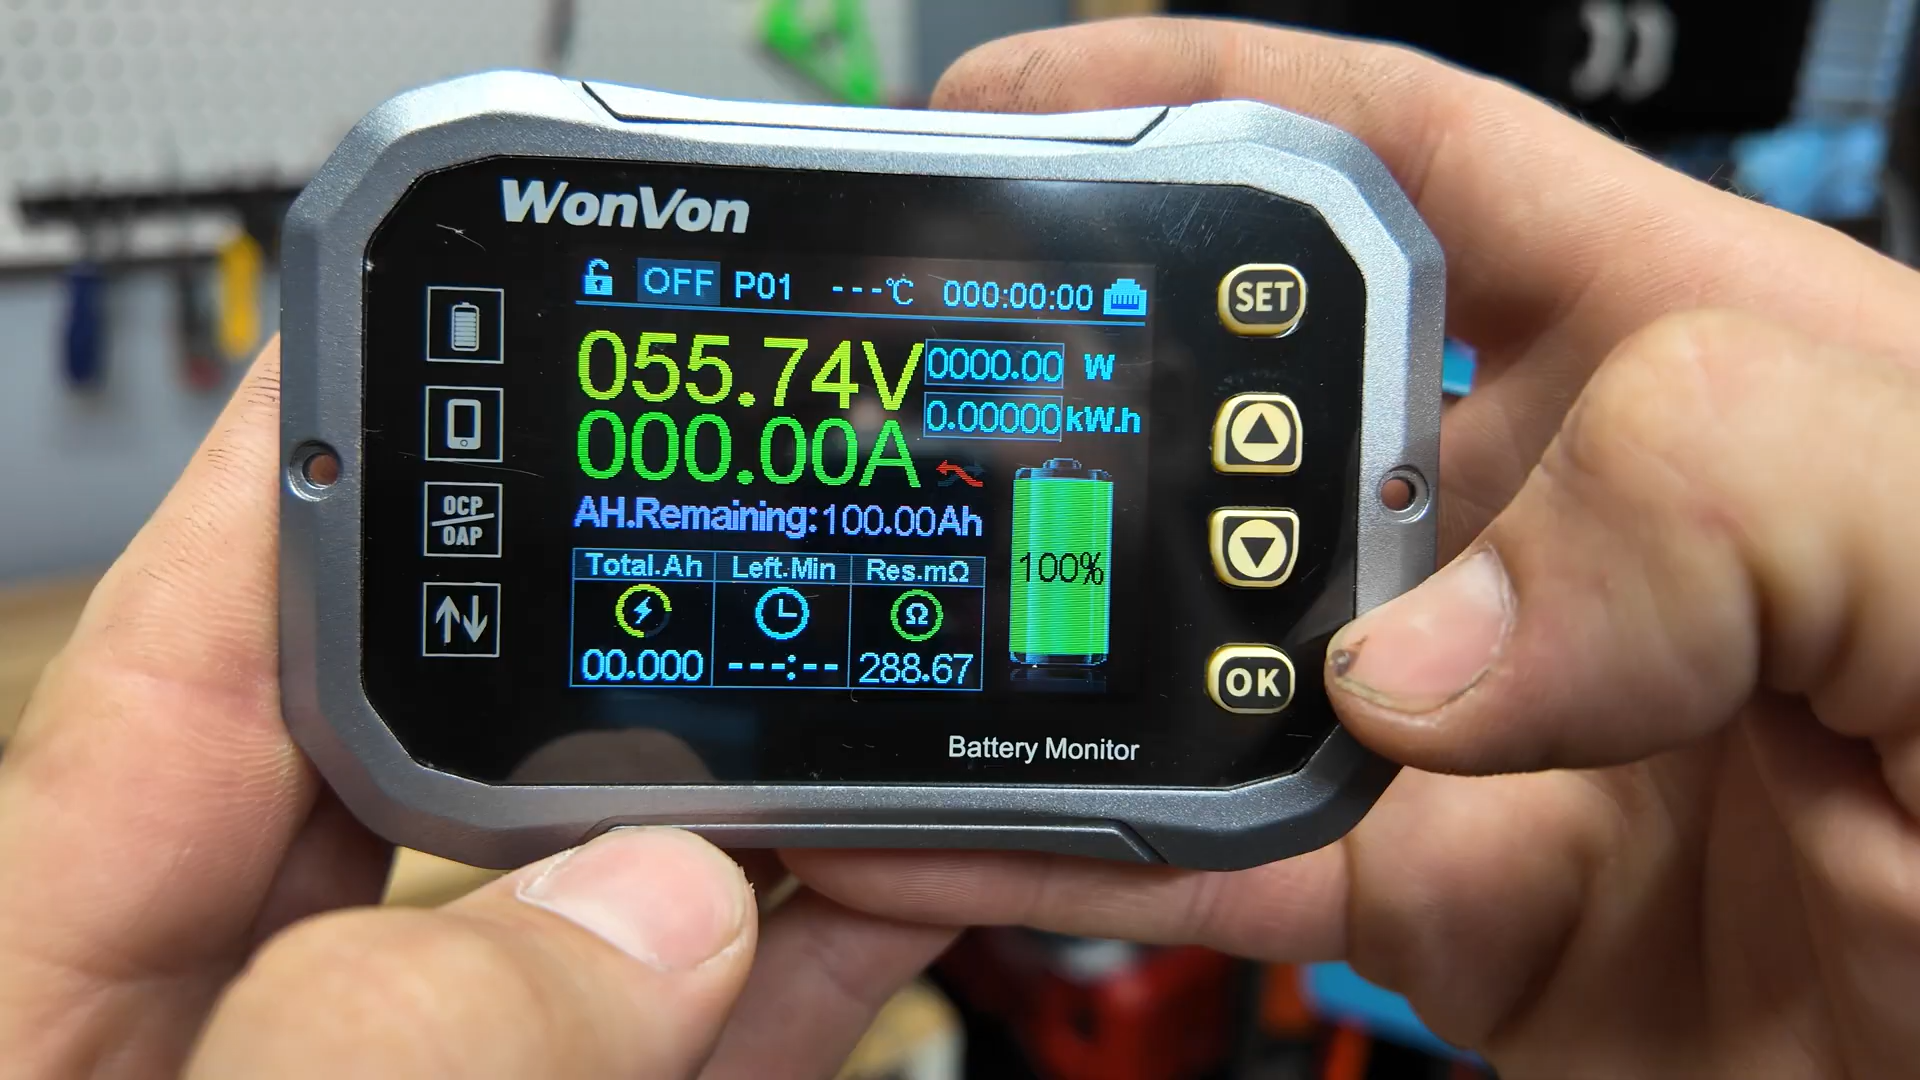 WonVon
OFF P01 ---℃ 000:00:00
055.74V 0000.00 W
0.00000 kW.h
000.00A
AH.Remaining:100.00Ah
Total.Ah Left.Min Res.mΩ
Ω
00.000 ---:-- 288.67
100%
OCP
OAP
SET
OK
Battery Monitor